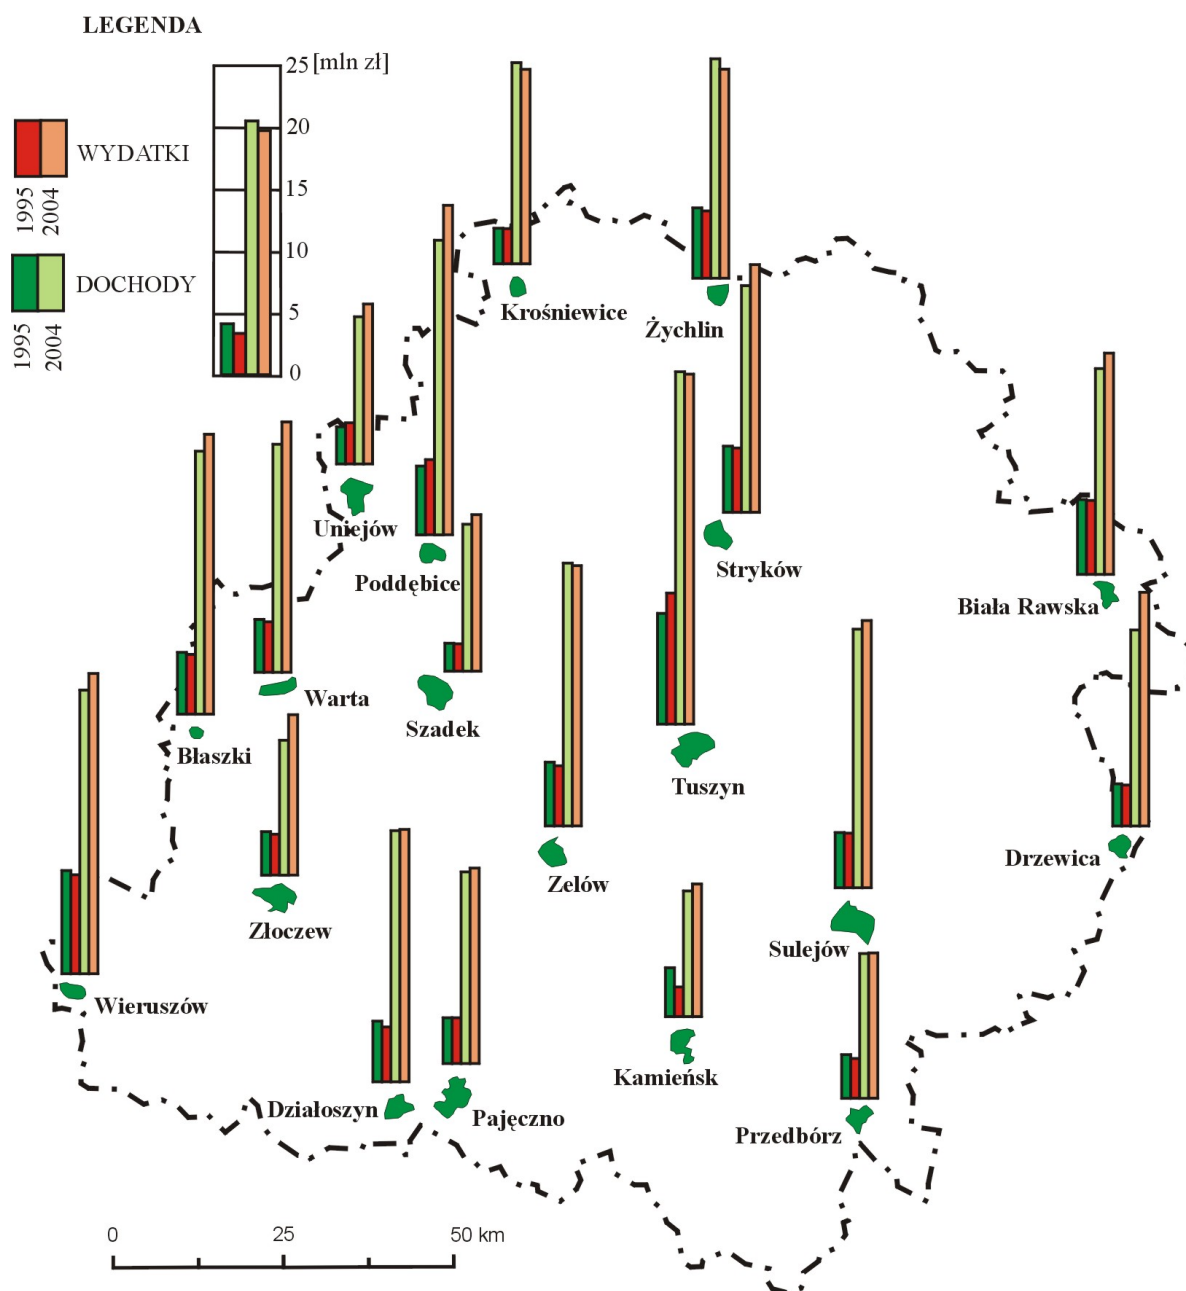 LEGENDA
25 [mln zł]
20
15
10
5
0
WYDATKI
1995
2004
DOCHODY
1995
2004
Krośniewice
Żychlin
Uniejów
Poddębice
Stryków
Biała Rawska
Warta
Szadek
Błaszki
Tuszyn
Drzewica
Zelów
Złoczew
Sulejów
Wieruszów
Kamieńsk
Działoszyn
Pajęczno
Przedbórz
0 25 50 km